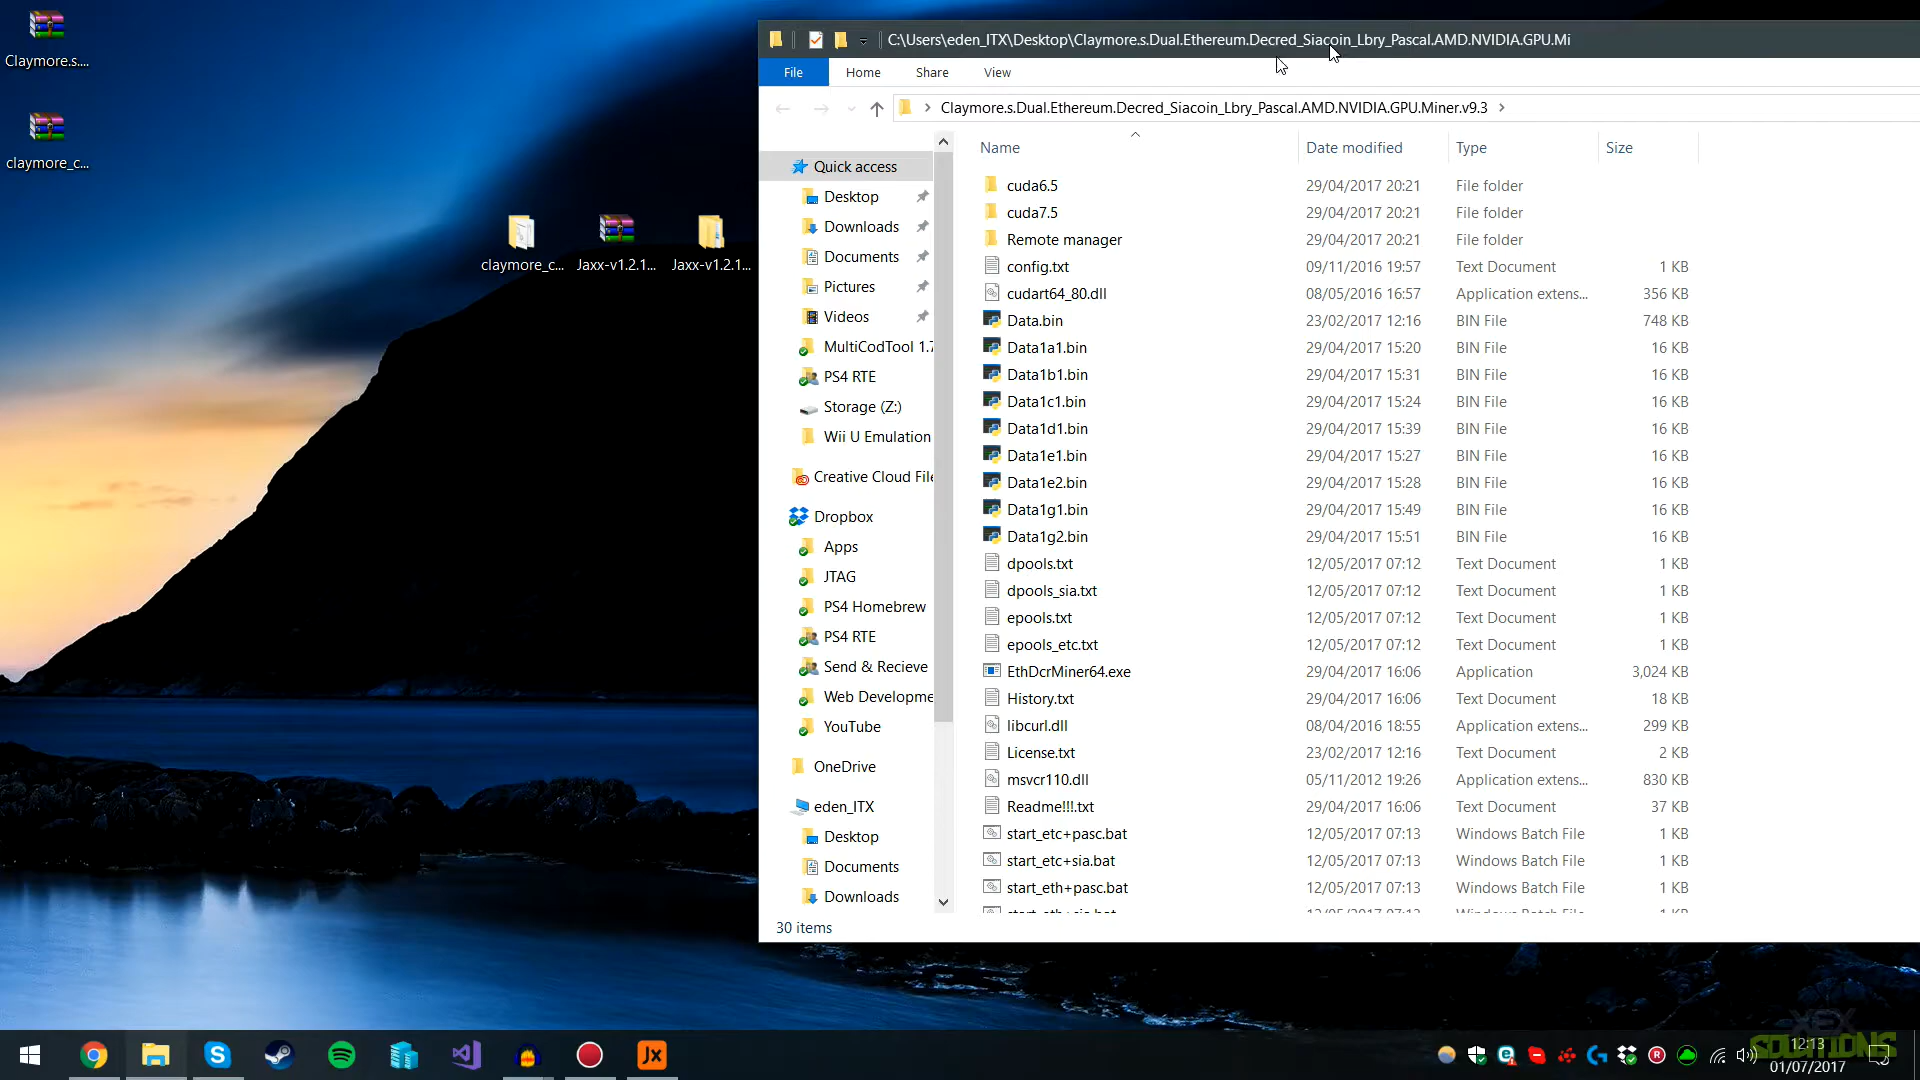 Claymore.s....
claymore_c...
claymore_c...
Jaxx-v1.2.1...
Jaxx-v1.2.1...
C:\Users\eden_ITX\Desktop\Claymore.s.Dual.Ethereum.Decred_Siacoin_Lbry_Pascal.AMD.NVIDIA.GPU.Mi
File Home Share View
Claymore.s.Dual.Ethereum.Decred_Siacoin_Lbry_Pascal.AMD.NVIDIA.GPU.Miner.v9.3
Quick access
Desktop
Downloads
Documents
Pictures
Videos
MultiCodTool 1.7
PS4 RTE
Storage (Z:)
Wii U Emulation
Creative Cloud File
Dropbox
Apps
JTAG
PS4 Homebrew
PS4 RTE
Send & Recieve
Web Developme
YouTube
OneDrive
eden_ITX
Desktop
Documents
Downloads
Name Date modified Type Size
cuda6.5 29/04/2017 20:21 File folder
cuda7.5 29/04/2017 20:21 File folder
Remote manager 29/04/2017 20:21 File folder
config.txt 09/11/2016 19:57 Text Document 1 KB
cudart64_80.dll 08/05/2016 16:57 Application extens... 356 KB
Data.bin 23/02/2017 12:16 BIN File 748 KB
Data1a1.bin 29/04/2017 15:20 BIN File 16 KB
Data1b1.bin 29/04/2017 15:31 BIN File 16 KB
Data1c1.bin 29/04/2017 15:24 BIN File 16 KB
Data1d1.bin 29/04/2017 15:39 BIN File 16 KB
Data1e1.bin 29/04/2017 15:27 BIN File 16 KB
Data1e2.bin 29/04/2017 15:28 BIN File 16 KB
Data1g1.bin 29/04/2017 15:49 BIN File 16 KB
Data1g2.bin 29/04/2017 15:51 BIN File 16 KB
dpools.txt 12/05/2017 07:12 Text Document 1 KB
dpools_sia.txt 12/05/2017 07:12 Text Document 1 KB
epools.txt 12/05/2017 07:12 Text Document 1 KB
epools_etc.txt 12/05/2017 07:12 Text Document 1 KB
EthDcrMiner64.exe 29/04/2017 16:06 Application 3,024 KB
History.txt 29/04/2017 16:06 Text Document 18 KB
libcurl.dll 08/04/2016 18:55 Application extens... 299 KB
License.txt 23/02/2017 12:16 Text Document 2 KB
msvcr110.dll 05/11/2012 19:26 Application extens... 830 KB
Readme!!!.txt 29/04/2017 16:06 Text Document 37 KB
start_etc+pasc.bat 12/05/2017 07:13 Windows Batch File 1 KB
start_etc+sia.bat 12/05/2017 07:13 Windows Batch File 1 KB
start_eth+pasc.bat 12/05/2017 07:13 Windows Batch File 1 KB
30 items
SOLUTIONS
12:13
01/07/2017